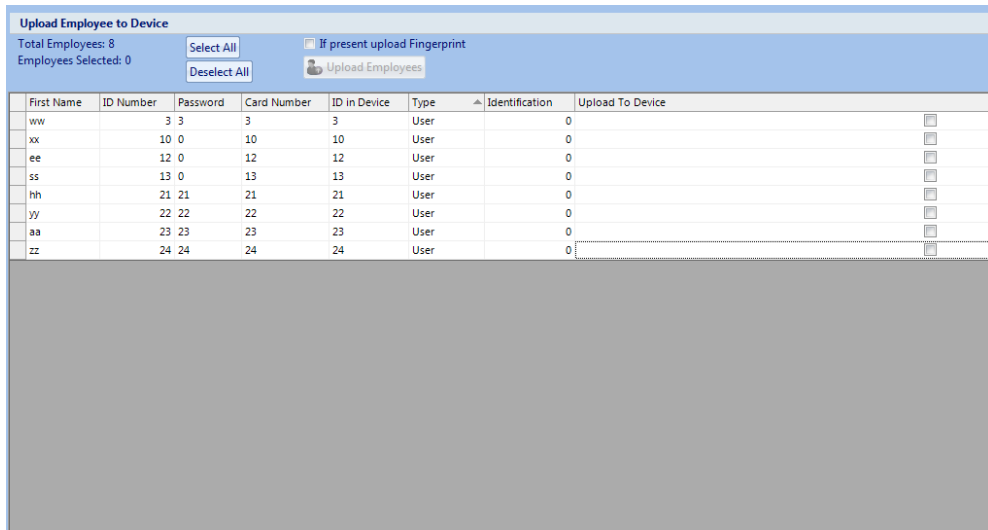 Upload Employee to Device
Total Employees: 8
Employees Selected: 0
Select All
Deselect All
If present upload Fingerprint
Upload Employees
First Name ID Number Password Card Number ID in Device Type Identification Upload To Device
ww 3 3 3 3 User 0
xx 10 0 10 10 User 0
ee 12 0 12 12 User 0
ss 13 0 13 13 User 0
hh 21 21 21 21 User 0
yy 22 22 22 22 User 0
aa 23 23 23 23 User 0
zz 24 24 24 24 User 0